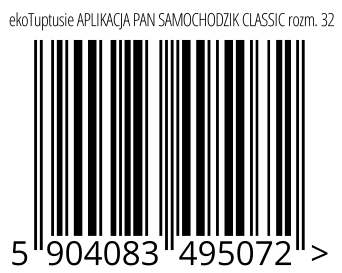 ekoTuptusie APLIKACJA PAN SAMOCHODZIK CLASSIC rozm. 32
5 904083 495072 >